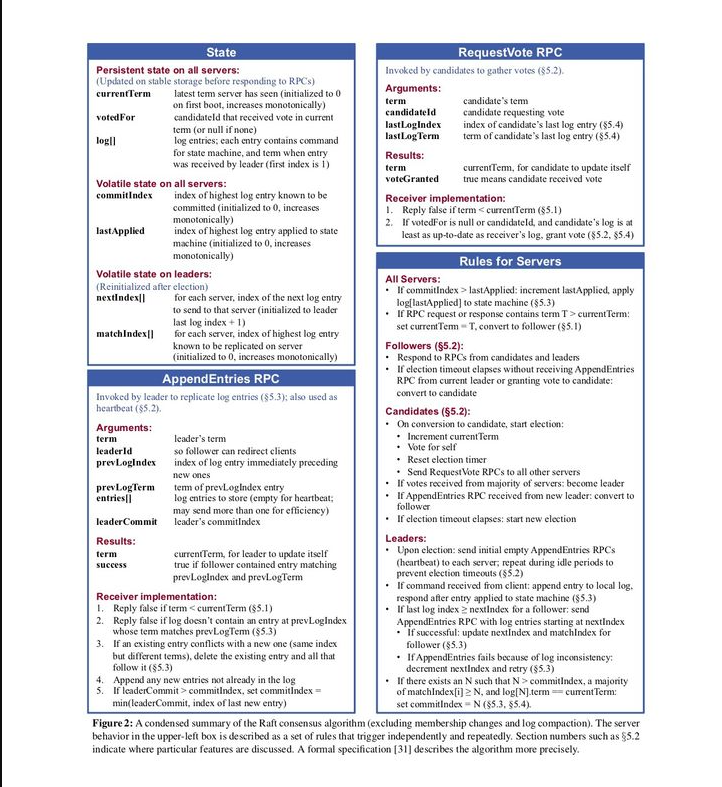 State
Persistent state on all servers:
(Updated on stable storage before responding to RPCs)
currentTerm latest term server has seen (initialized to 0
on first boot, increases monotonically)
votedFor candidateId that received vote in current
term (or null if none)
log[] log entries; each entry contains command
for state machine, and term when entry
was received by leader (first index is 1)
Volatile state on all servers:
commitIndex index of highest log entry known to be
committed (initialized to 0, increases
monotonically)
lastApplied index of highest log entry applied to state
machine (initialized to 0, increases
monotonically)
Volatile state on leaders:
(Reinitialized after election)
nextIndex[] for each server, index of the next log entry
to send to that server (initialized to leader
last log index + 1)
matchIndex[] for each server, index of highest log entry
known to be replicated on server
(initialized to 0, increases monotonically)
AppendEntries RPC
Invoked by leader to replicate log entries (§5.3); also used as
heartbeat (§5.2).
Arguments:
term leader's term
leaderId so follower can redirect clients
prevLogIndex index of log entry immediately preceding
new ones
prevLogTerm term of prevLogIndex entry
entries[] log entries to store (empty for heartbeat;
may send more than one for efficiency)
leaderCommit leader's commitIndex
Results:
term currentTerm, for leader to update itself
success true if follower contained entry matching
prevLogIndex and prevLogTerm
Receiver implementation:
1. Reply false if term < currentTerm (§5.1)
2. Reply false if log doesn't contain an entry at prevLogIndex
whose term matches prevLogTerm (§5.3)
3. If an existing entry conflicts with a new one (same index
but different terms), delete the existing entry and all that
follow it (§5.3)
4. Append any new entries not already in the log
5. If leaderCommit > commitIndex, set commitIndex =
min(leaderCommit, index of last new entry)
RequestVote RPC
Invoked by candidates to gather votes (§5.2).
Arguments:
term candidate's term
candidateId candidate requesting vote
lastLogIndex index of candidate's last log entry (§5.4)
lastLogTerm term of candidate's last log entry (§5.4)
Results:
term currentTerm, for candidate to update itself
voteGranted true means candidate received vote
Receiver implementation:
1. Reply false if term < currentTerm (§5.1)
2. If votedFor is null or candidateId, and candidate's log is at
least as up-to-date as receiver's log, grant vote (§5.2, §5.4)
Rules for Servers
All Servers:
• If commitIndex > lastApplied: increment lastApplied, apply
log[lastApplied] to state machine (§5.3)
• If RPC request or response contains term T > currentTerm:
set currentTerm = T, convert to follower (§5.1)
Followers (§5.2):
• Respond to RPCs from candidates and leaders
• If election timeout elapses without receiving AppendEntries
RPC from current leader or granting vote to candidate:
convert to candidate
Candidates (§5.2):
• On conversion to candidate, start election:
• Increment currentTerm
• Vote for self
• Reset election timer
• Send RequestVote RPCs to all other servers
• If votes received from majority of servers: become leader
• If AppendEntries RPC received from new leader: convert to
follower
• If election timeout elapses: start new election
Leaders:
• Upon election: send initial empty AppendEntries RPCs
(heartbeat) to each server; repeat during idle periods to
prevent election timeouts (§5.2)
• If command received from client: append entry to local log,
respond after entry applied to state machine (§5.3)
• If last log index ≥ nextIndex for a follower: send
AppendEntries RPC with log entries starting at nextIndex
• If successful: update nextIndex and matchIndex for
follower (§5.3)
• If AppendEntries fails because of log inconsistency:
decrement nextIndex and retry (§5.3)
• If there exists an N such that N > commitIndex, a majority
of matchIndex[i] ≥ N, and log[N].term == currentTerm:
set commitIndex = N (§5.3, §5.4).
Figure 2: A condensed summary of the Raft consensus algorithm (excluding membership changes and log compaction). The server
behavior in the upper-left box is described as a set of rules that trigger independently and repeatedly. Section numbers such as §5.2
indicate where particular features are discussed. A formal specification [31] describes the algorithm more precisely.